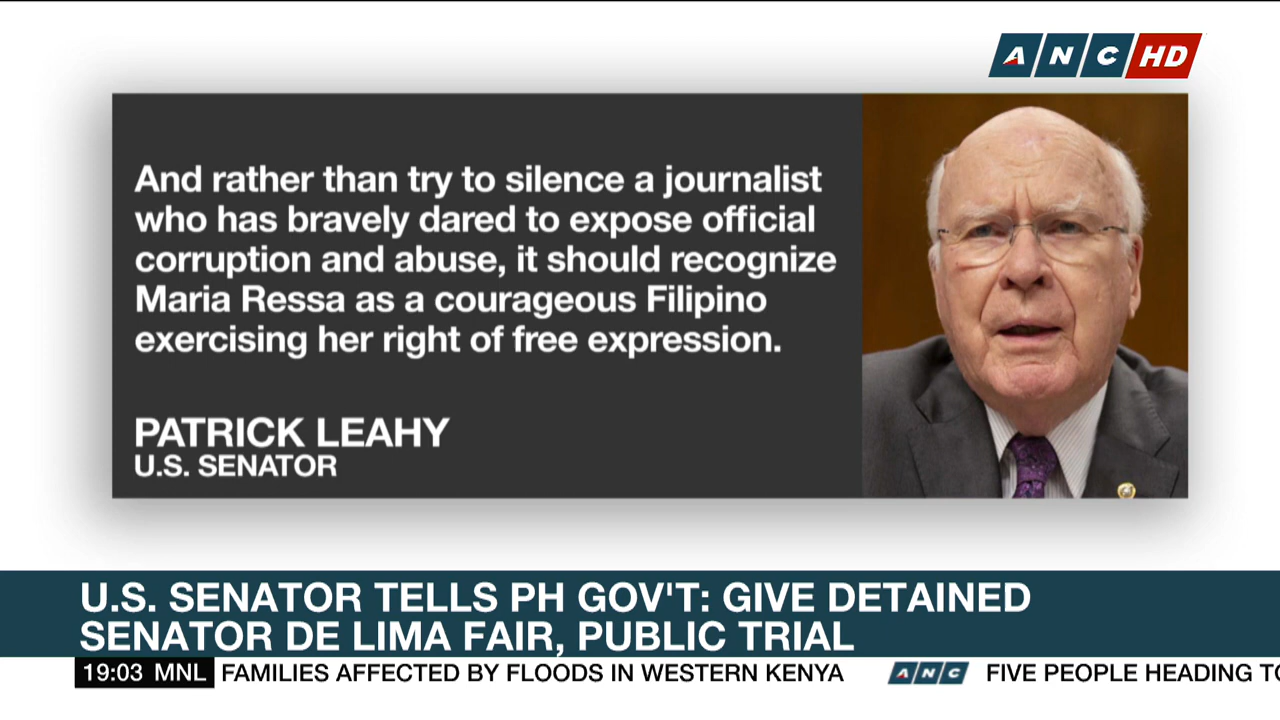 ANC HD
And rather than try to silence a journalist
who has bravely dared to expose official
corruption and abuse, it should recognize
Maria Ressa as a courageous Filipino
exercising her right of free expression.
PATRICK LEAHY
U.S. SENATOR
U.S. SENATOR TELLS PH GOV'T: GIVE DETAINED
SENATOR DE LIMA FAIR, PUBLIC TRIAL
19:03 MNL FAMILIES AFFECTED BY FLOODS IN WESTERN KENYA ANC FIVE PEOPLE HEADING TO